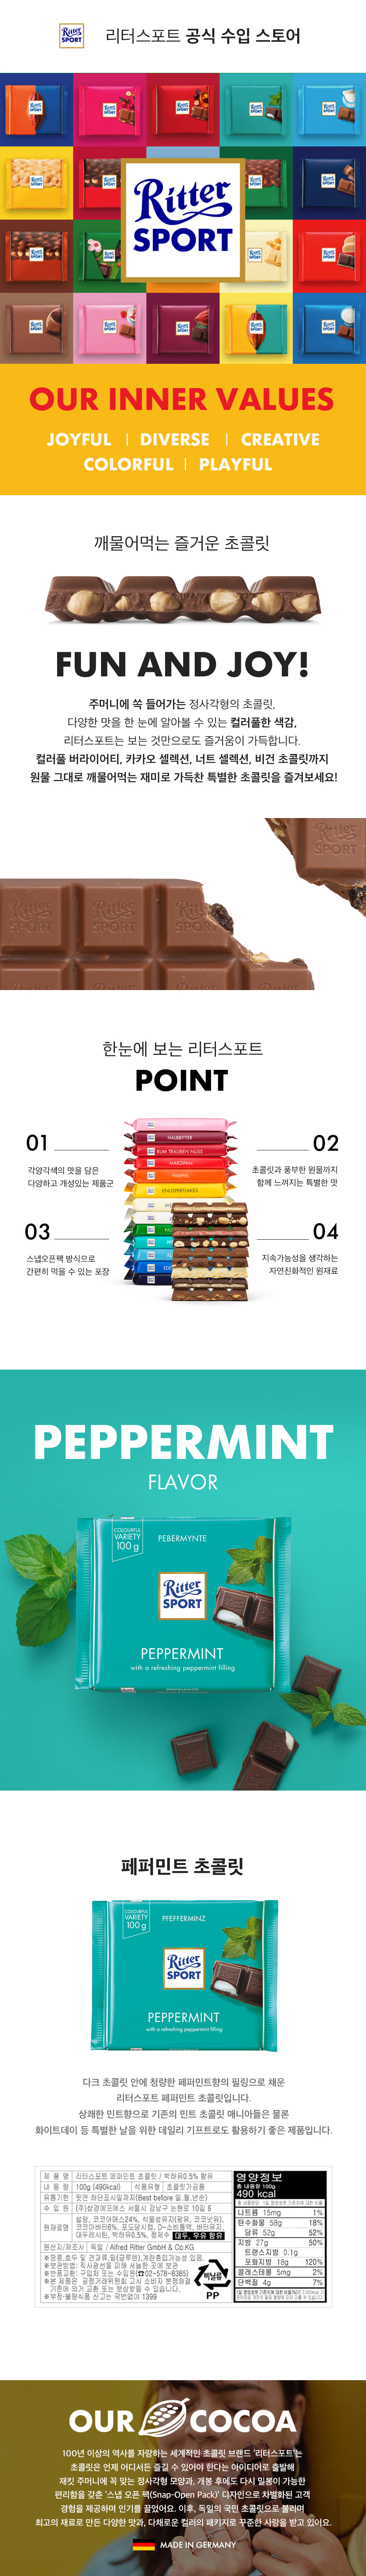 Ritter SPORT 리터스포트 공식 수입 스토어
Ritter
SPORT
OUR INNER VALUES
JOYFUL | DIVERSE | CREATIVE
COLORFUL | PLAYFUL
깨물어먹는 즐거운 초콜릿
FUN AND JOY!
주머니에 쏙 들어가는 정사각형의 초콜릿,
다양한 맛을 한 눈에 알아볼 수 있는 컬러풀한 색감,
리터스포트는 보는 것만으로도 즐거움이 가득합니다.
컬러풀 버라이어티, 카카오 셀렉션, 너트 셀렉션, 비건 초콜릿까지
원물 그대로 깨물어먹는 재미로 가득찬 특별한 초콜릿을 즐겨보세요!
Ritter SPORT
Ritter SPORT Ritter SPORT Ritter SPORT
한눈에 보는 리터스포트
POINT
01
각양각색의 맛을 담은
다양하고 개성있는 제품군
02
초콜릿과 풍부한 원물까지
함께 느껴지는 특별한 맛
HALBBITTER
RUM TRAUBEN NUSS
MARZIPAN
WAFFEL
KNUSPERFLAKES
03
스냅오픈팩 방식으로
간편히 먹을 수 있는 포장
04
지속가능성을 생각하는
자연친화적인 원재료
PEPPERMINT
FLAVOR
COLOURFUL
VARIETY
100 g
PEBERMYNTE
Ritter
SPORT
PEPPERMINT
with a refreshing peppermint filling
페퍼민트 초콜릿
COLOURFUL
VARIETY
100 g
PFEFFERMINZ
Ritter
SPORT
PEPPERMINT
with a refreshing peppermint filling
다크 초콜릿 안에 청량한 페퍼민트향의 필링으로 채운
리터스포트 페퍼민트 초콜릿입니다.
상쾌한 민트향으로 기존의 민트 초콜릿 매니아들은 물론
화이트데이 등 특별한 날을 위한 데일리 기프트로도 활용하기 좋은 제품입니다.
제 품 명 리터스포트 페퍼민트 초콜릿 / 박하유0.5% 함유
내 용 량 100g (490kcal) 식품유형 초콜릿가공품
유통기한 뒷면 하단표시일까지(Best before 일,월,년순)
수 입 원 (주)삼경에프에스 서울시 강남구 논현로 10길 6
원재료명 설탕, 코코아매스24%, 식물성유지(팜유, 코코넛유),
코코아버터6%, 포도당시럽, D-소비톨액, 버터유지,
대두레시틴, 박하유0.5%, 정제수 대두, 우유 함유
원산지/제조사 독일 / Alfred Ritter GmbH & Co.KG
※땅콩,호두 및 견과류,밀(글루텐),계란혼입가능성 있음.
※보관방법: 직사광선을 피해 서늘한 곳에 보관
※반품교환: 구입처 또는 수입원(☎02-576-8365)
※본 제품은 공정거래위원회 고시 소비자 분쟁해결
기준에 의거 교환 또는 보상받을 수 있습니다.
※부정·불량식품 신고는 국번없이 1399
비닐류
PP
영양정보
총 내용량 100g
490 kcal
나트륨 15mg 1%
탄수화물 58g 18%
당류 52g 52%
지방 27g 50%
트랜스지방 0.1g
포화지방 18g 120%
콜레스테롤 5mg 2%
단백질 4g 7%
OUR COCOA
100년 이상의 역사를 자랑하는 세계적인 초콜릿 브랜드 '리터스포트'는
초콜릿은 언제 어디서든 즐길 수 있어야 한다는 아이디어로 출발해
재킷 주머니에 꼭 맞는 정사각형 모양과, 개봉 후에도 다시 밀봉이 가능한
편리함을 갖춘 '스냅 오픈 팩(Snap-Open Pack)' 디자인으로 차별화된 고객
경험을 제공하며 인기를 끌었어요. 이후, 독일의 국민 초콜릿으로 불리며
최고의 재료로 만든 다양한 맛과, 다채로운 컬러의 패키지로 꾸준한 사랑을 받고 있어요.
MADE IN GERMANY